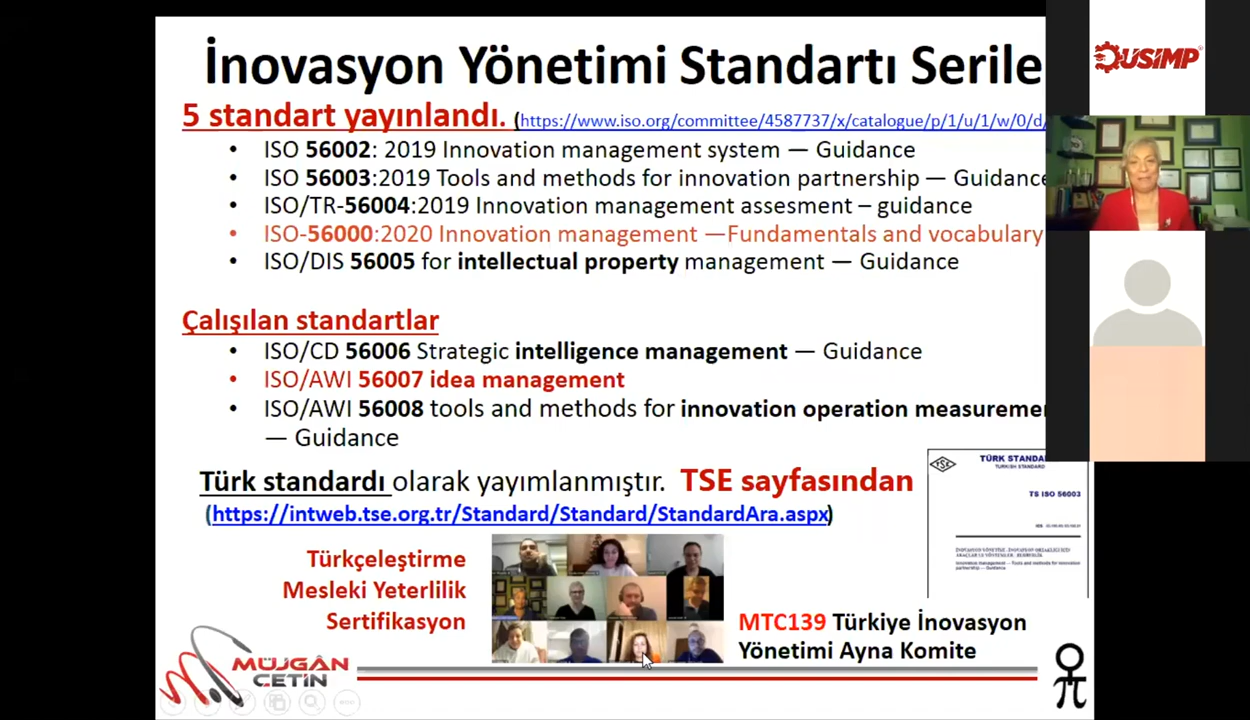 İnovasyon Yönetimi Standartı Serile
5 standart yayınlandı. (https://www.iso.org/committee/4587737/x/catalogue/p/1/u/1/w/0/d/
• ISO 56002: 2019 Innovation management system — Guidance
• ISO 56003:2019 Tools and methods for innovation partnership — Guidance
• ISO/TR-56004:2019 Innovation management assesment – guidance
• ISO-56000:2020 Innovation management —Fundamentals and vocabulary
• ISO/DIS 56005 for intellectual property management — Guidance
Çalışılan standartlar
• ISO/CD 56006 Strategic intelligence management — Guidance
• ISO/AWI 56007 idea management
• ISO/AWI 56008 tools and methods for innovation operation measuremen
— Guidance
Türk standardı olarak yayımlanmıştır. TSE sayfasından
(https://intweb.tse.org.tr/Standard/Standard/StandardAra.aspx)
TSE
TÜRK STANDA
TURKISH STANDARD
TS ISO 56003
Türkçeleştirme
Mesleki Yeterlilik
Sertifikasyon
MTC139 Türkiye İnovasyon
Yönetimi Ayna Komite
MÜJGÂN
ÇETİN
USIMP